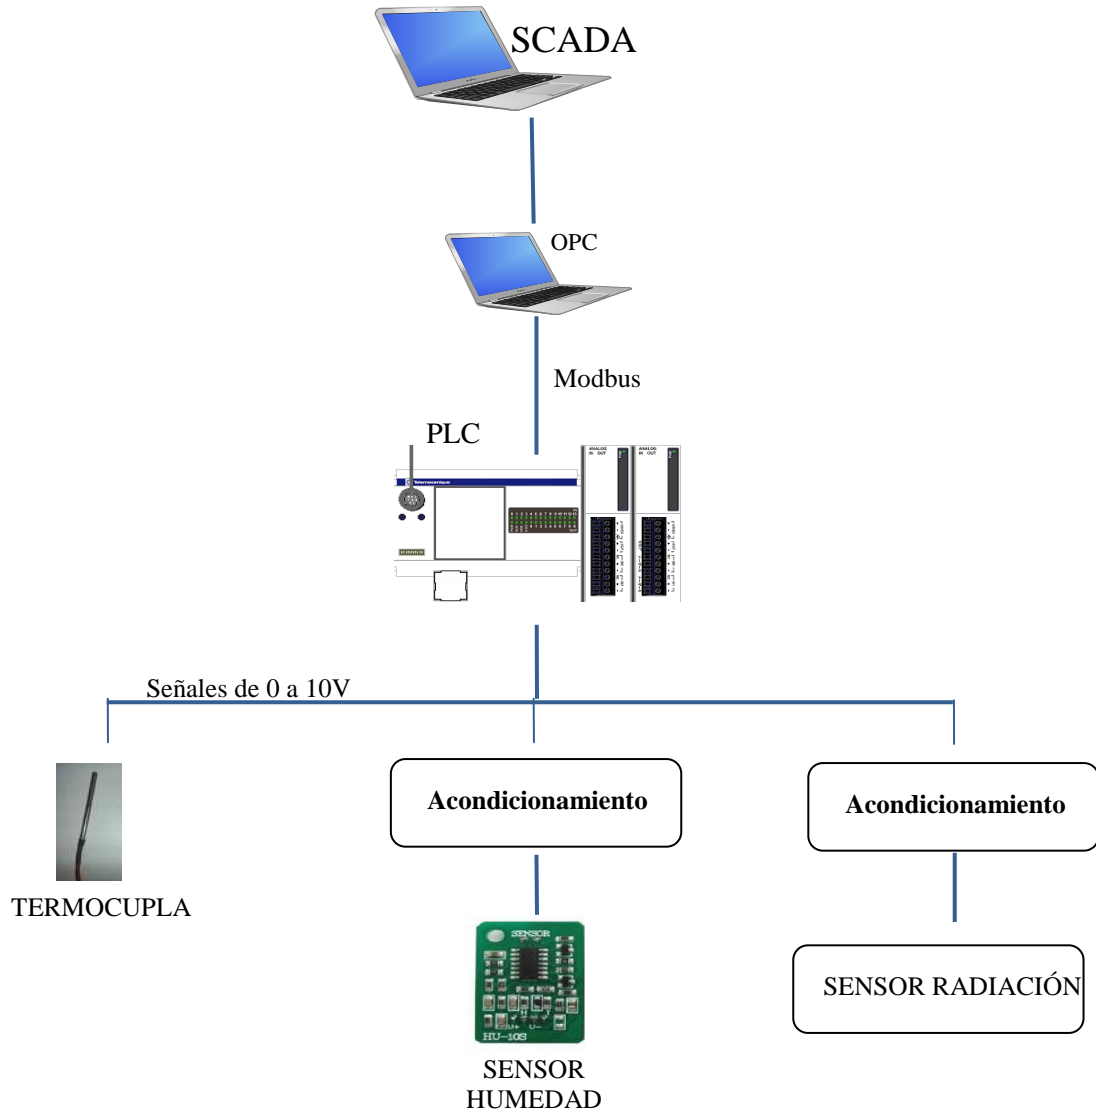 SCADA
OPC
Modbus
PLC
ANALOG
IN OUT
ANALOG
IN OUT
Telemecanique
Señales de 0 a 10V
Acondicionamiento
Acondicionamiento
TERMOCUPLA
SENSOR
HU-10S
SENSOR RADIACIÓN
SENSOR
HUMEDAD